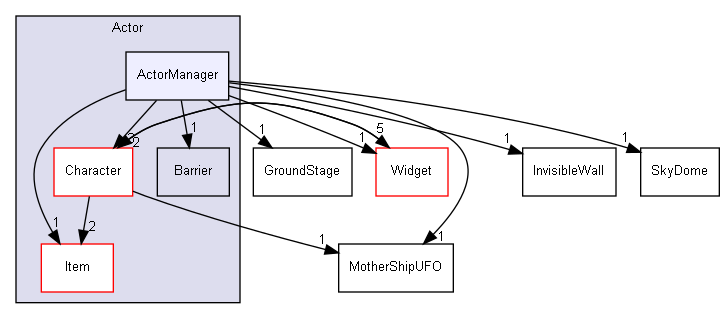 Actor
ActorManager
1
5
2
1
1
1
1
Character
Barrier
GroundStage
Widget
InvisibleWall
SkyDome
1
2
1
1
Item
MotherShipUFO